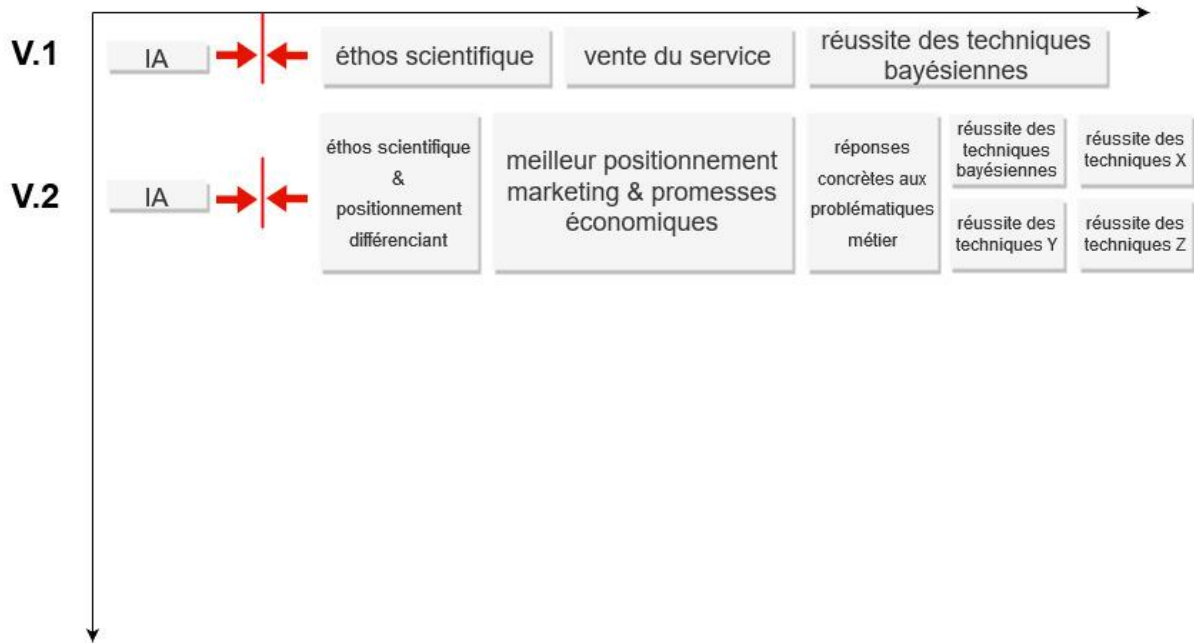 V.1
IA
éthos scientifique
vente du service
réussite des techniques
bayésiennes
V.2
IA
éthos scientifique
&
positionnement
différenciant
meilleur positionnement
marketing & promesses
économiques
réponses
concrètes aux
problématiques
métier
réussite des
techniques
bayésiennes
réussite des
techniques X
réussite des
techniques Y
réussite des
techniques Z